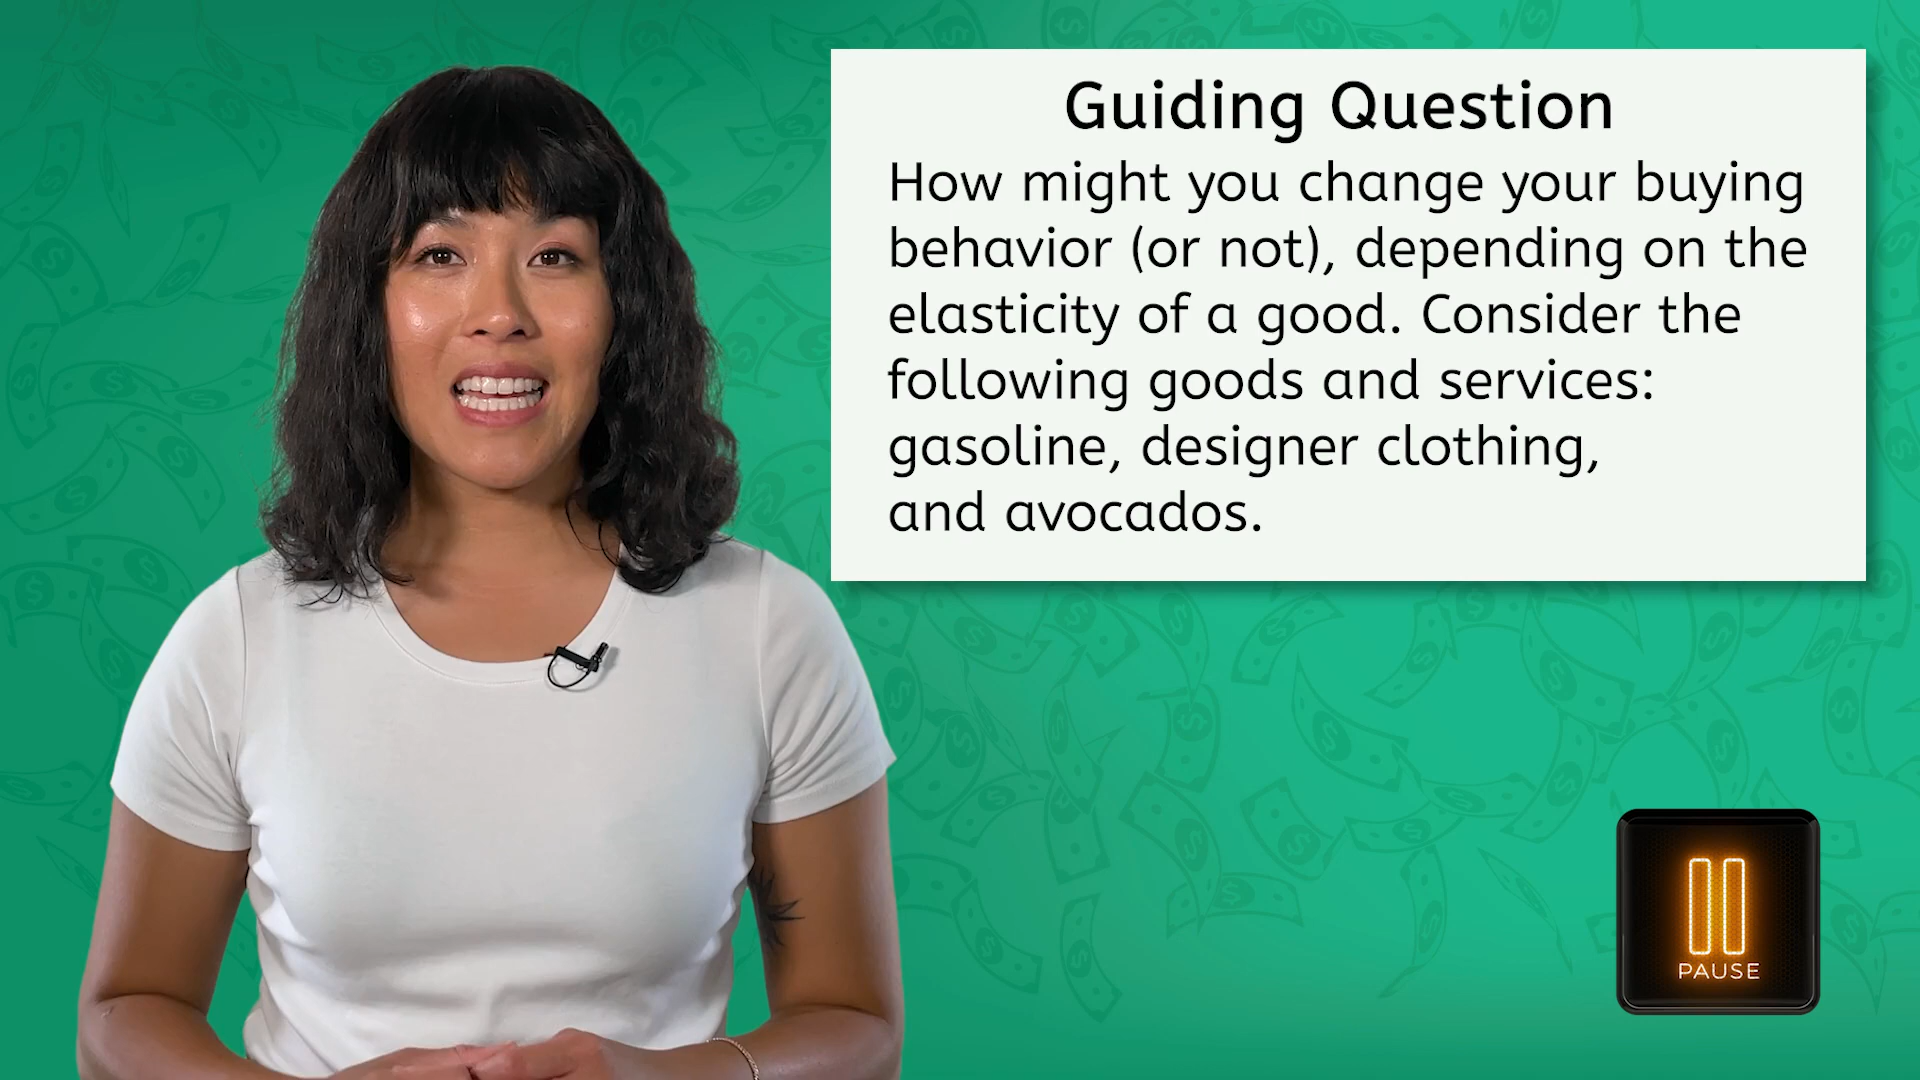 Guiding Question
How might you change your buying
behavior (or not), depending on the
elasticity of a good. Consider the
following goods and services:
gasoline, designer clothing,
and avocados.
PAUSE